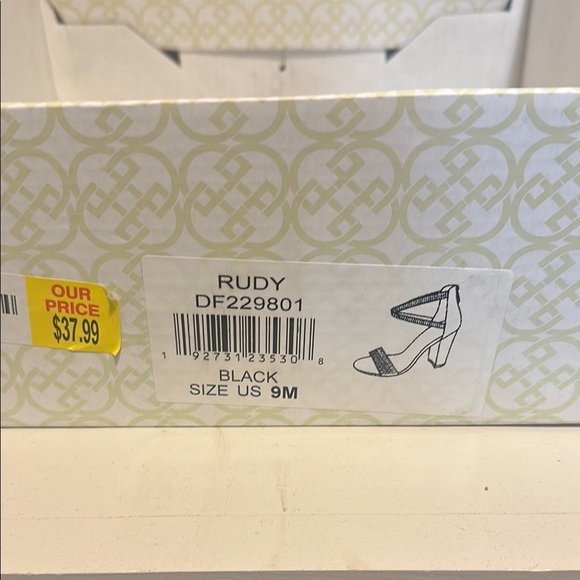 OUR
PRICE
$37.99
RUDY
DF229801
1 92731 23530 8
BLACK
SIZE US 9M